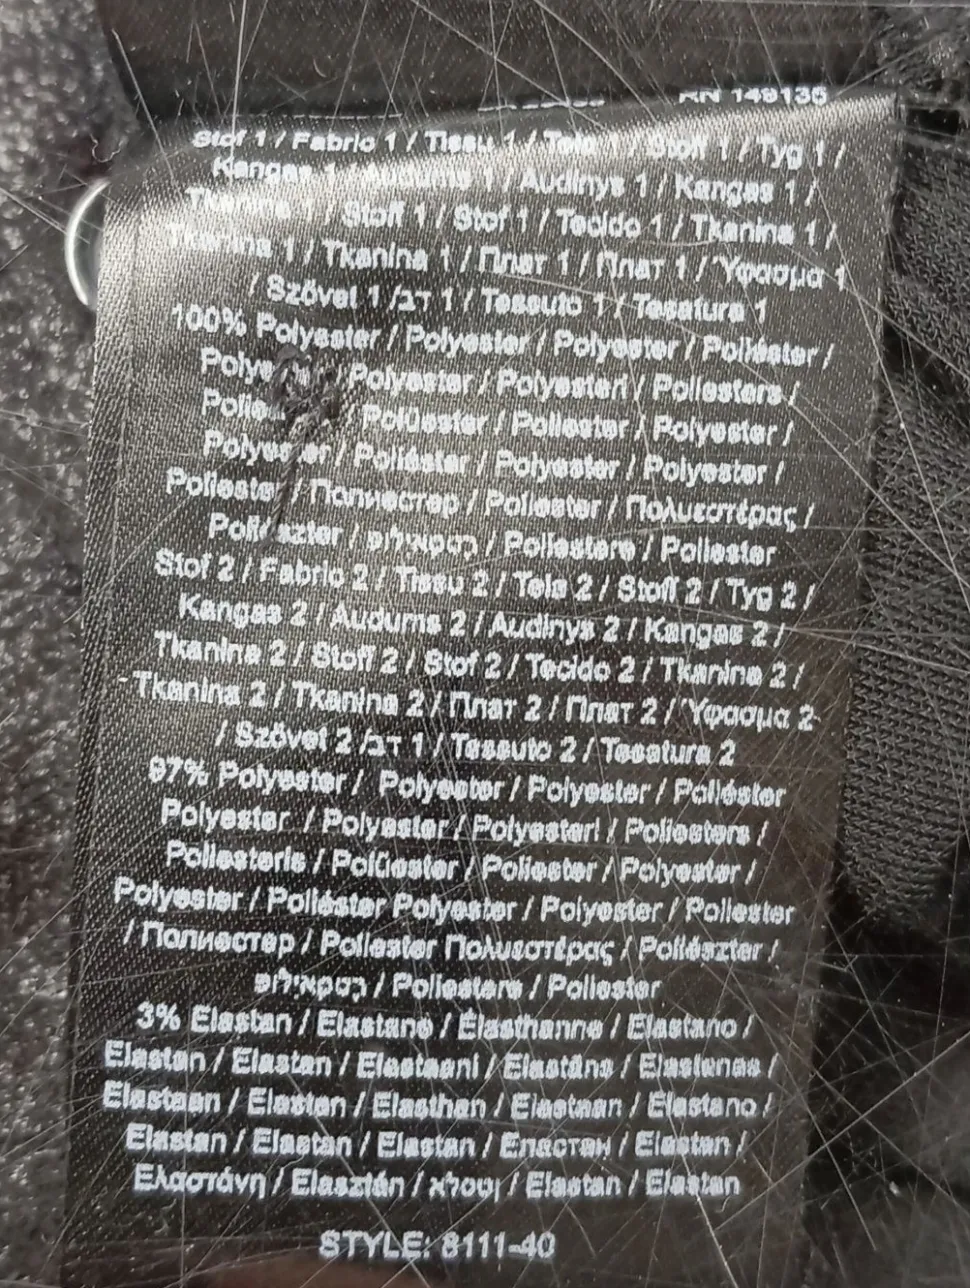 RN 149135
Stof 1 / Fabric 1 / Tissu 1 / Tela 1 / Stoff 1 / Tyg 1 /
Kangas 1 / Audums 1 / Audinys 1 / Kangas 1 /
Tkanina 1 / Stoff 1 / Stof 1 / Tecido 1 / Tkanina 1 /
Tkanina 1 / Tkanina 1 / Плат 1 / Плат 1 / Ύφασμα 1
/ Szövet 1 /בד 1 / Tessuto 1 / Tesatura 1
100% Polyester / Polyester / Polyester / Poliéster /
Polyester / Polyester / Polyesteri / Poliesters /
/ Polüester / Poliester / Polyester /
Polyester / Poliéster / Polyester / Polyester /
Poliester / Полиестер / Poliester / Πολυεστέρας /
Poliészter / פוליאסטר / Poliestere / Poliester
Stof 2 / Fabric 2 / Tissu 2 / Tela 2 / Stoff 2 / Tyg 2 /
Kangas 2 / Audums 2 / Audinys 2 / Kangas 2 /
Tkanina 2 / Stoff 2 / Stof 2 / Tecido 2 / Tkanina 2 /
Tkanina 2 / Tkanina 2 / Плат 2 / Плат 2 / Ύφασμα 2
/ Szövet 2 /בד 1 / Tessuto 2 / Tesatura 2
97% Polyester / Polyester / Polyester / Poliéster
Polyester / Polyester / Polyesteri / Poliesters /
Poliesteris / Polüester / Poliester / Polyester /
Polyester / Poliéster Polyester / Polyester / Poliester
/ Полиестер / Poliester Πολυεστέρας / Poliészter /
פוליאסטר / Poliestere / Poliester
3% Elastan / Elastane / Élasthanne / Elastano /
Elastan / Elastan / Elastaani / Elastāns / Elastanas /
Elastaan / Elastan / Elasthan / Elastaan / Elastano /
Elastan / Elastan / Elastan / Еластан / Elastan /
Ελαστάνη / Elasztán / אלסטן / Elastan / Elastan
STYLE: 8111-40